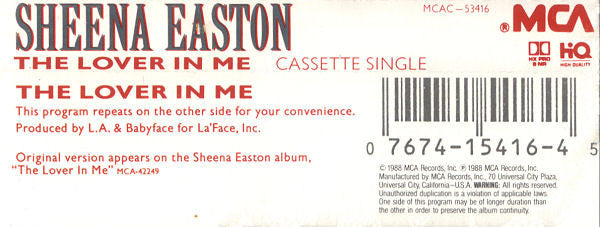 SHEENA EASTON
MCAC-53416
®MCA
THE LOVER IN ME CASSETTE SINGLE
HX PRO
B NR
HQ
HIGH QUALITY
THE LOVER IN ME
This program repeats on the other side for your convenience.
Produced by L.A. & Babyface for La'Face, Inc.
0 7674-15416-4 5
Original version appears on the Sheena Easton album,
"The Lover In Me" MCA-42249
© 1988 MCA Records, Inc. ℗ 1988 MCA Records, Inc.
Manufactured by MCA Records, Inc., 70 Universal City Plaza,
Universal City, California–U.S.A. WARNING: All rights reserved.
Unauthorized duplication is a violation of applicable laws.
One side of this program may be of longer duration than
the other in order to preserve the album continuity.